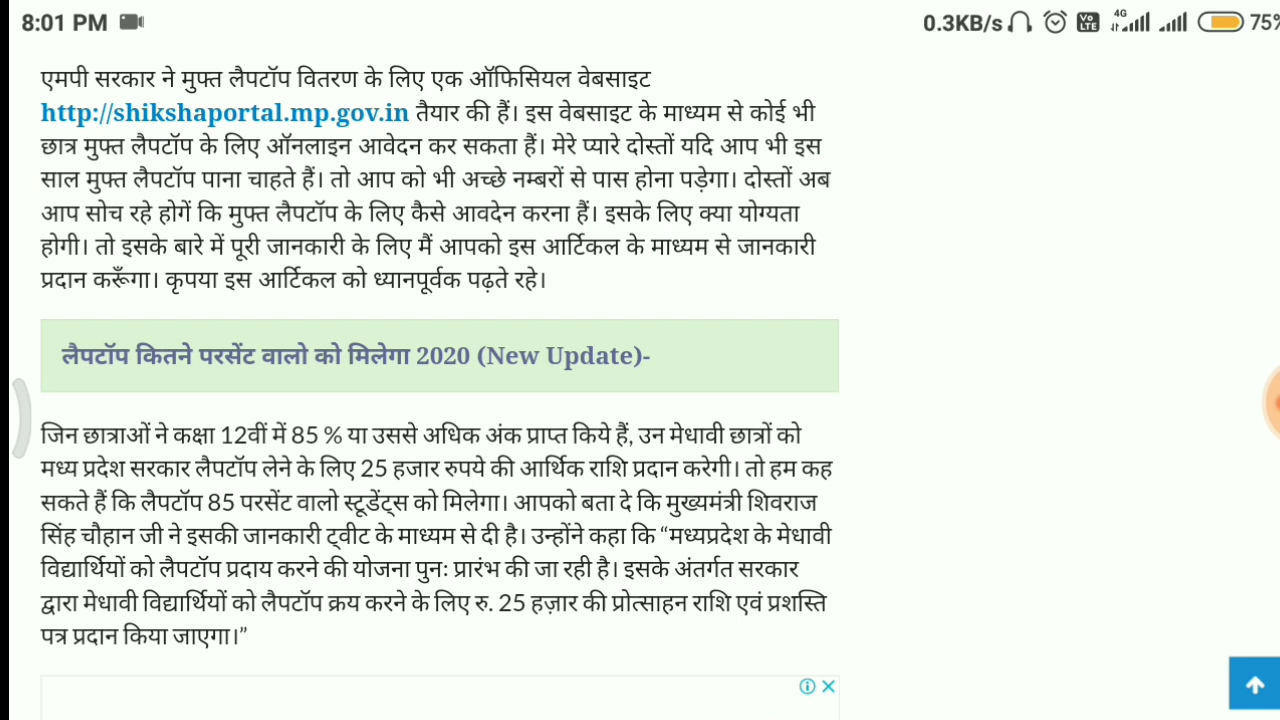 8:01 PM 0.3KB/s Vo LTE 4G 75%
एमपी सरकार ने मुफ्त लैपटॉप वितरण के लिए एक ऑफिसियल वेबसाइट
http://shikshaportal.mp.gov.in तैयार की हैं। इस वेबसाइट के माध्यम से कोई भी
छात्र मुफ्त लैपटॉप के लिए ऑनलाइन आवेदन कर सकता हैं। मेरे प्यारे दोस्तों यदि आप भी इस
साल मुफ्त लैपटॉप पाना चाहते हैं। तो आप को भी अच्छे नम्बरों से पास होना पड़ेगा। दोस्तों अब
आप सोच रहे होगें कि मुफ्त लैपटॉप के लिए कैसे आवदेन करना हैं। इसके लिए क्या योग्यता
होगी। तो इसके बारे में पूरी जानकारी के लिए मैं आपको इस आर्टिकल के माध्यम से जानकारी
प्रदान करूँगा। कृपया इस आर्टिकल को ध्यानपूर्वक पढ़ते रहे।
लैपटॉप कितने परसेंट वालो को मिलेगा 2020 (New Update)-
जिन छात्राओं ने कक्षा 12वीं में 85 % या उससे अधिक अंक प्राप्त किये हैं, उन मेधावी छात्रों को
मध्य प्रदेश सरकार लैपटॉप लेने के लिए 25 हजार रुपये की आर्थिक राशि प्रदान करेगी। तो हम कह
सकते हैं कि लैपटॉप 85 परसेंट वालो स्टूडेंट्स को मिलेगा। आपको बता दे कि मुख्यमंत्री शिवराज
सिंह चौहान जी ने इसकी जानकारी ट्वीट के माध्यम से दी है। उन्होंने कहा कि “मध्यप्रदेश के मेधावी
विद्यार्थियों को लैपटॉप प्रदाय करने की योजना पुनः प्रारंभ की जा रही है। इसके अंतर्गत सरकार
द्वारा मेधावी विद्यार्थियों को लैपटॉप क्रय करने के लिए रु. 25 हज़ार की प्रोत्साहन राशि एवं प्रशस्ति
पत्र प्रदान किया जाएगा।”